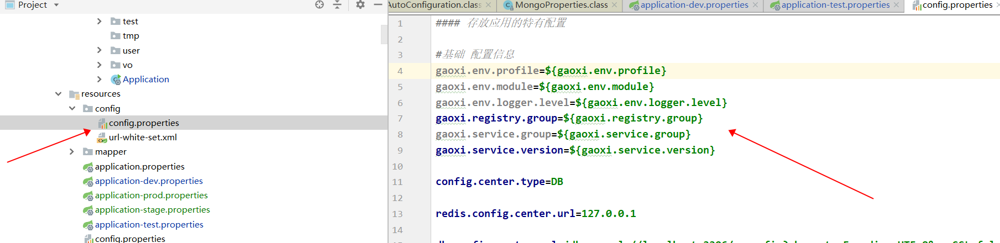 Project
test
tmp
user
vo
Application
resources
config
config.properties
url-white-set.xml
mapper
application.properties
application-dev.properties
application-prod.properties
application-stage.properties
application-test.properties
config.properties
AutoConfiguration.class
MongoProperties.class
application-dev.properties
application-test.properties
config.properties
1 #### 存放应用的特有配置
2
3 #基础 配置信息
4 gaoxi.env.profile=${gaoxi.env.profile}
5 gaoxi.env.module=${gaoxi.env.module}
6 gaoxi.env.logger.level=${gaoxi.env.logger.level}
7 gaoxi.registry.group=${gaoxi.registry.group}
8 gaoxi.service.group=${gaoxi.service.group}
9 gaoxi.service.version=${gaoxi.service.version}
10
11 config.center.type=DB
12
13 redis.config.center.url=127.0.0.1
14